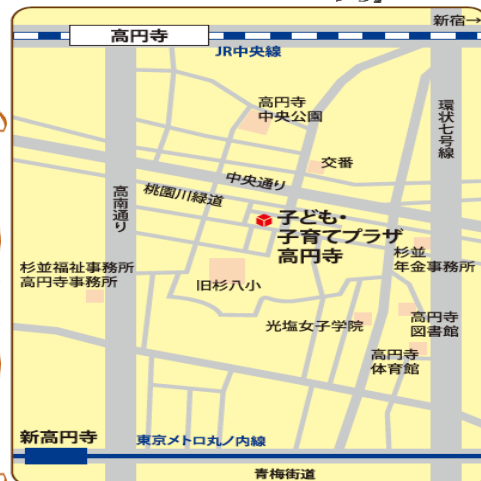 新宿→
高円寺
JR中央線
高円寺
中央公園
環状七号線
交番
中央通り
高南通り
桃園川緑道
子ども・
子育てプラザ
高円寺
杉並
年金事務所
杉並福祉事務所
高円寺事務所
旧杉八小
光塩女子学院
高円寺
図書館
高円寺
体育館
新高円寺
東京メトロ丸ノ内線
青梅街道